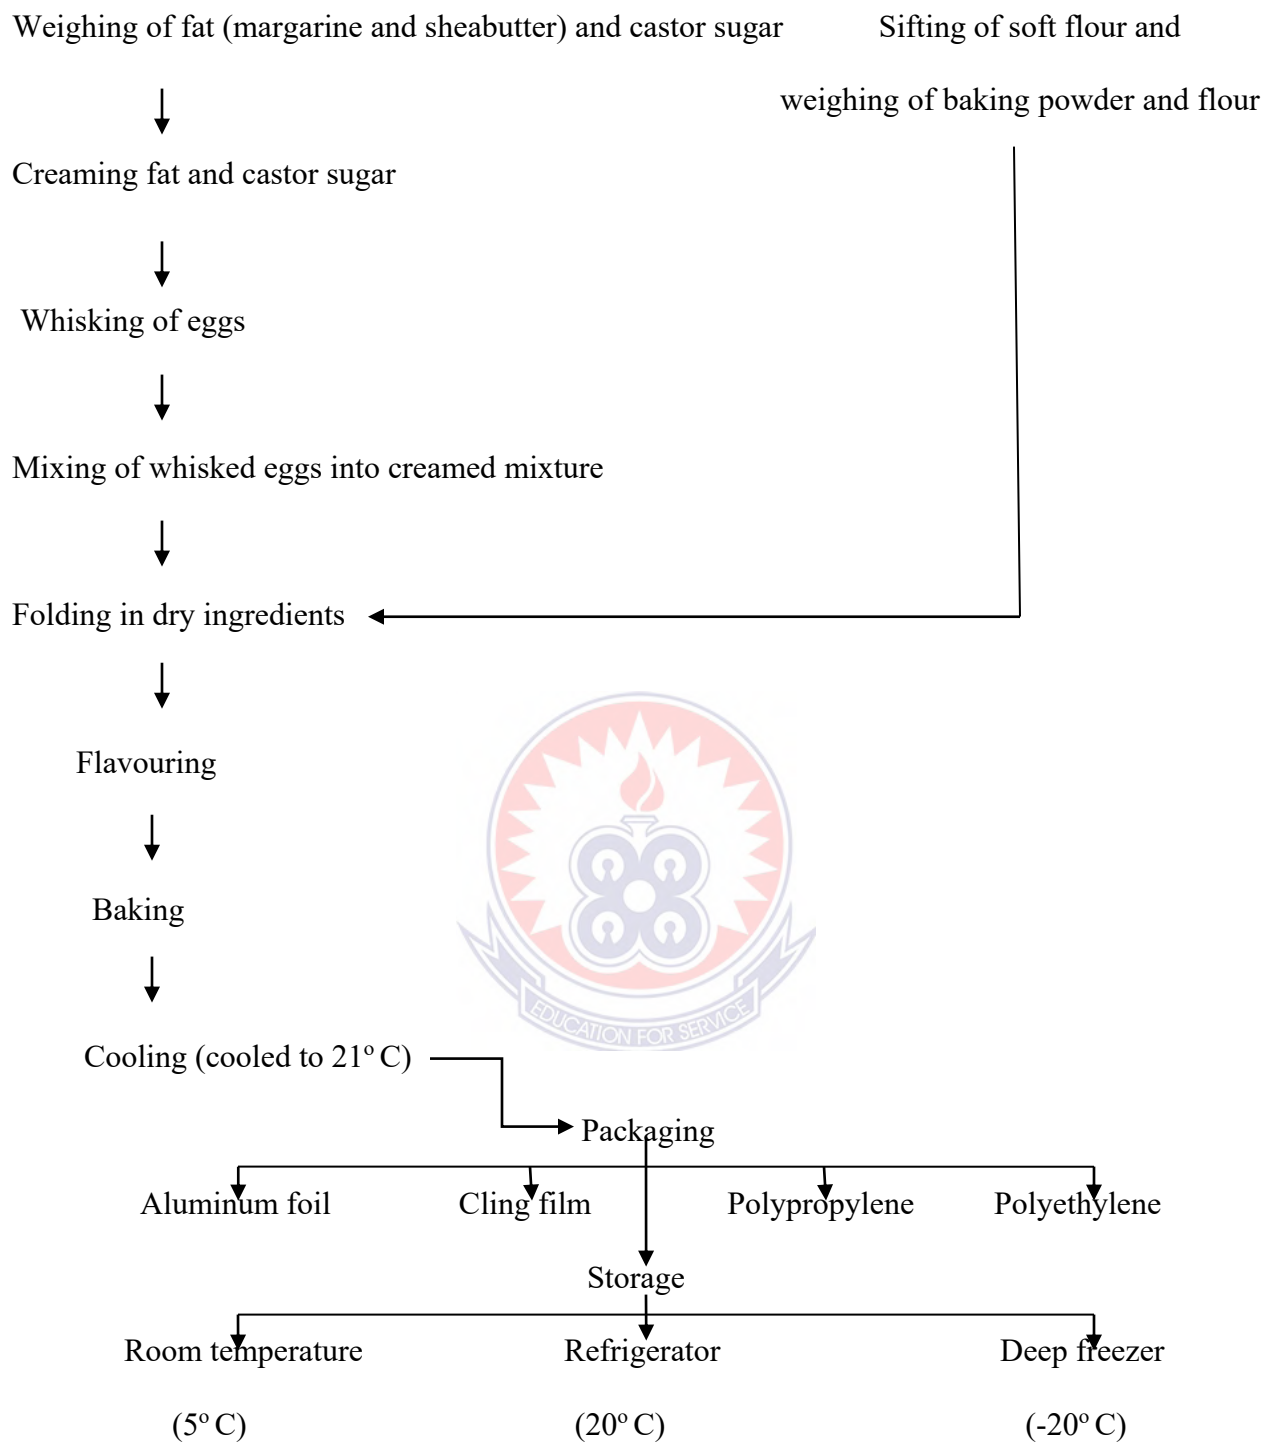 Weighing of fat (margarine and sheabutter) and castor sugar
Sifting of soft flour and
weighing of baking powder and flour
Creaming fat and castor sugar
Whisking of eggs
Mixing of whisked eggs into creamed mixture
Folding in dry ingredients
Flavouring
Baking
EDUCATION FOR SERVICE
Cooling (cooled to 21º C)
Packaging
Aluminum foil
Cling film
Polypropylene
Polyethylene
Storage
Room temperature
Refrigerator
Deep freezer
(5º C)
(20º C)
(-20º C)